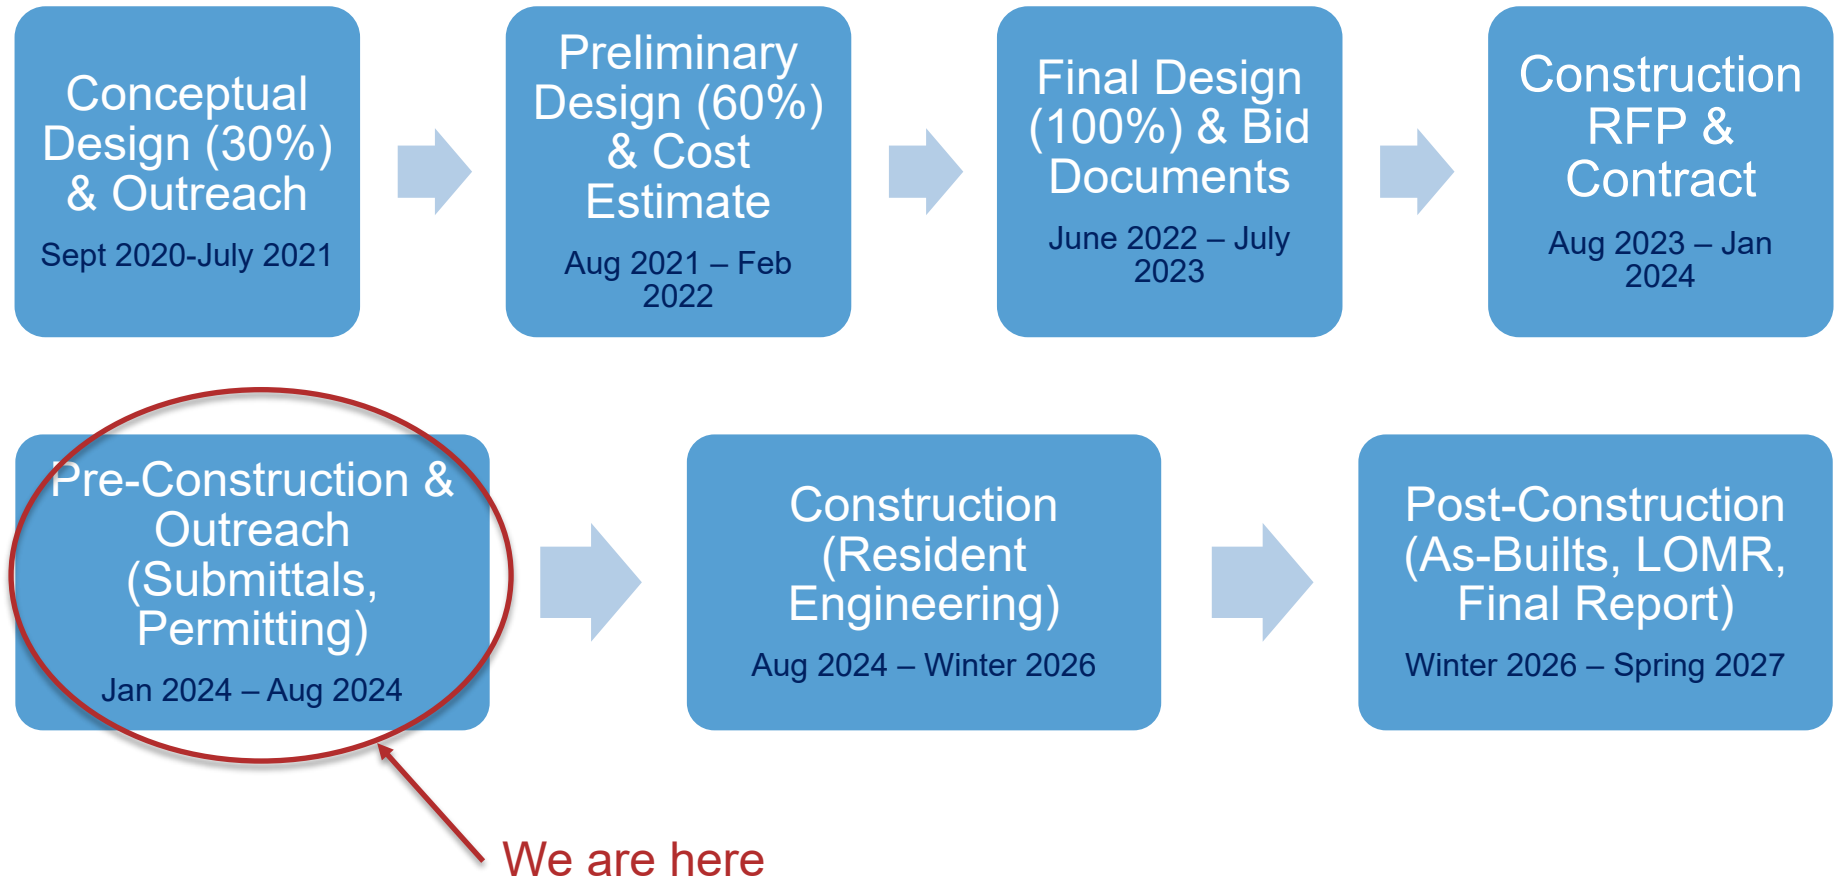 Conceptual
Design (30%)
& Outreach
Sept 2020-July 2021
Preliminary
Design (60%)
& Cost
Estimate
Aug 2021 – Feb
2022
Final Design
(100%) & Bid
Documents
June 2022 – July
2023
Construction
RFP &
Contract
Aug 2023 – Jan
2024
Pre-Construction &
Outreach
(Submittals,
Permitting)
Jan 2024 – Aug 2024
Construction
(Resident
Engineering)
Aug 2024 – Winter 2026
Post-Construction
(As-Builts, LOMR,
Final Report)
Winter 2026 – Spring 2027
We are here